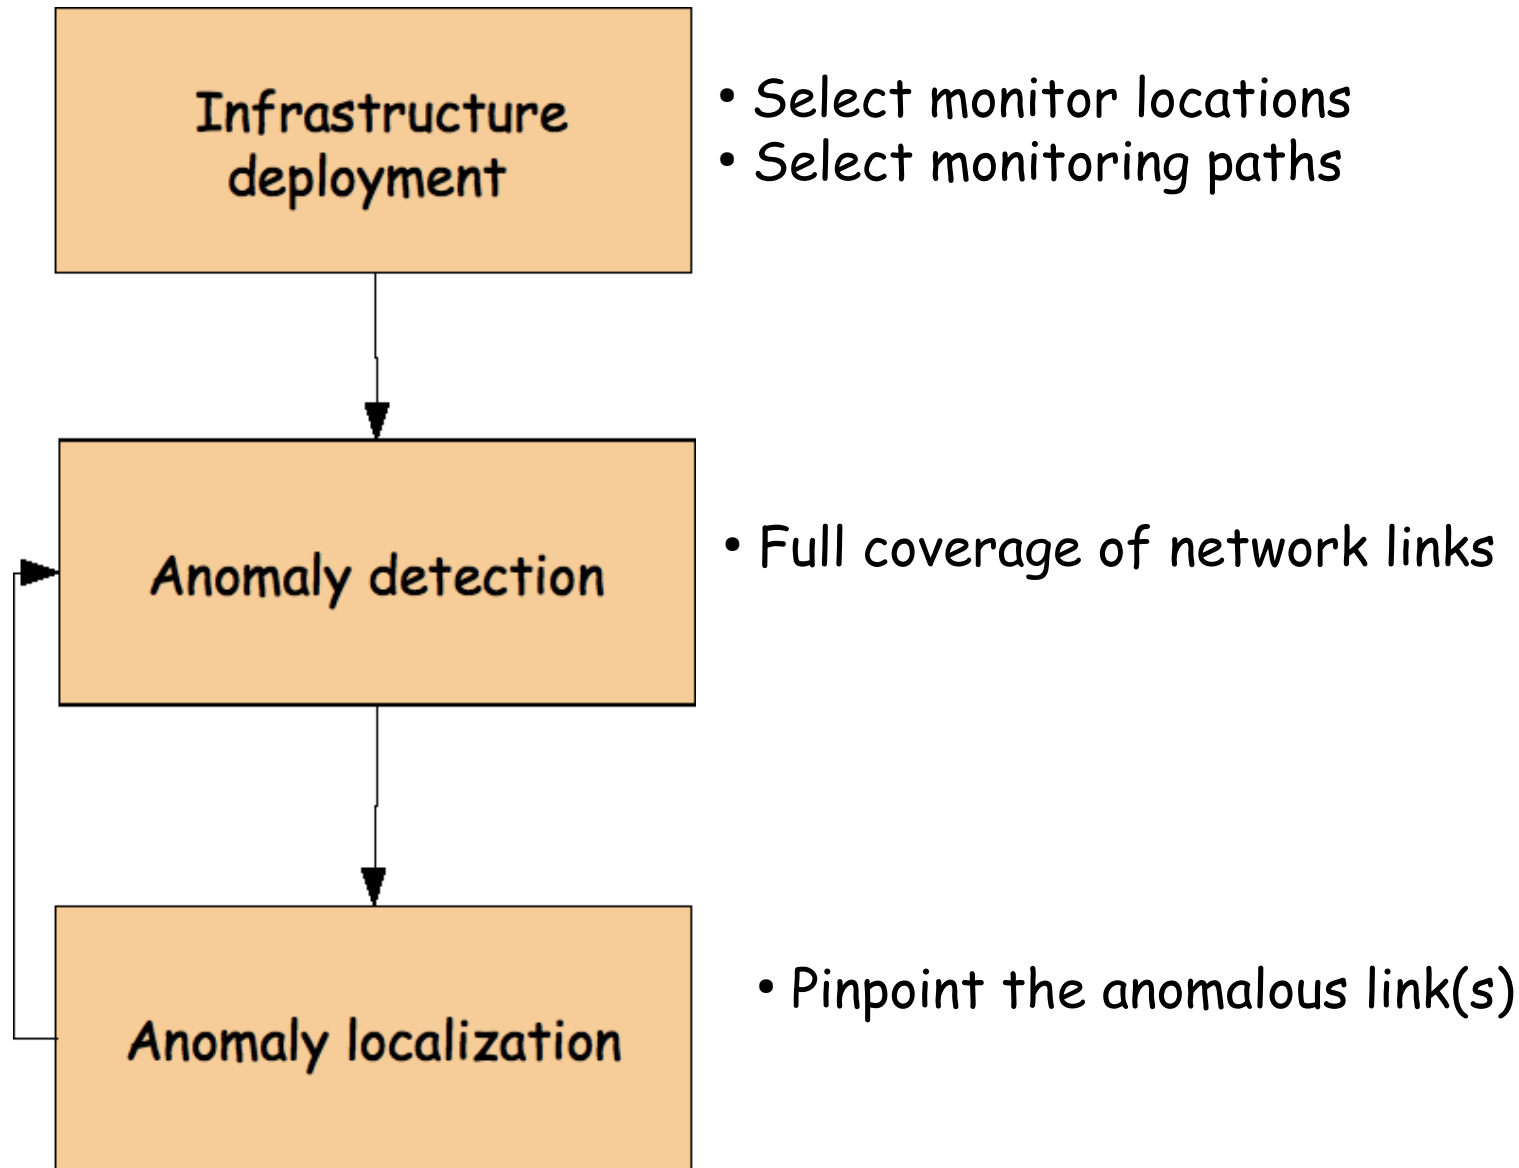 Infrastructure
deployment
• Select monitor locations
• Select monitoring paths
Anomaly detection
• Full coverage of network links
Anomaly localization
• Pinpoint the anomalous link(s)